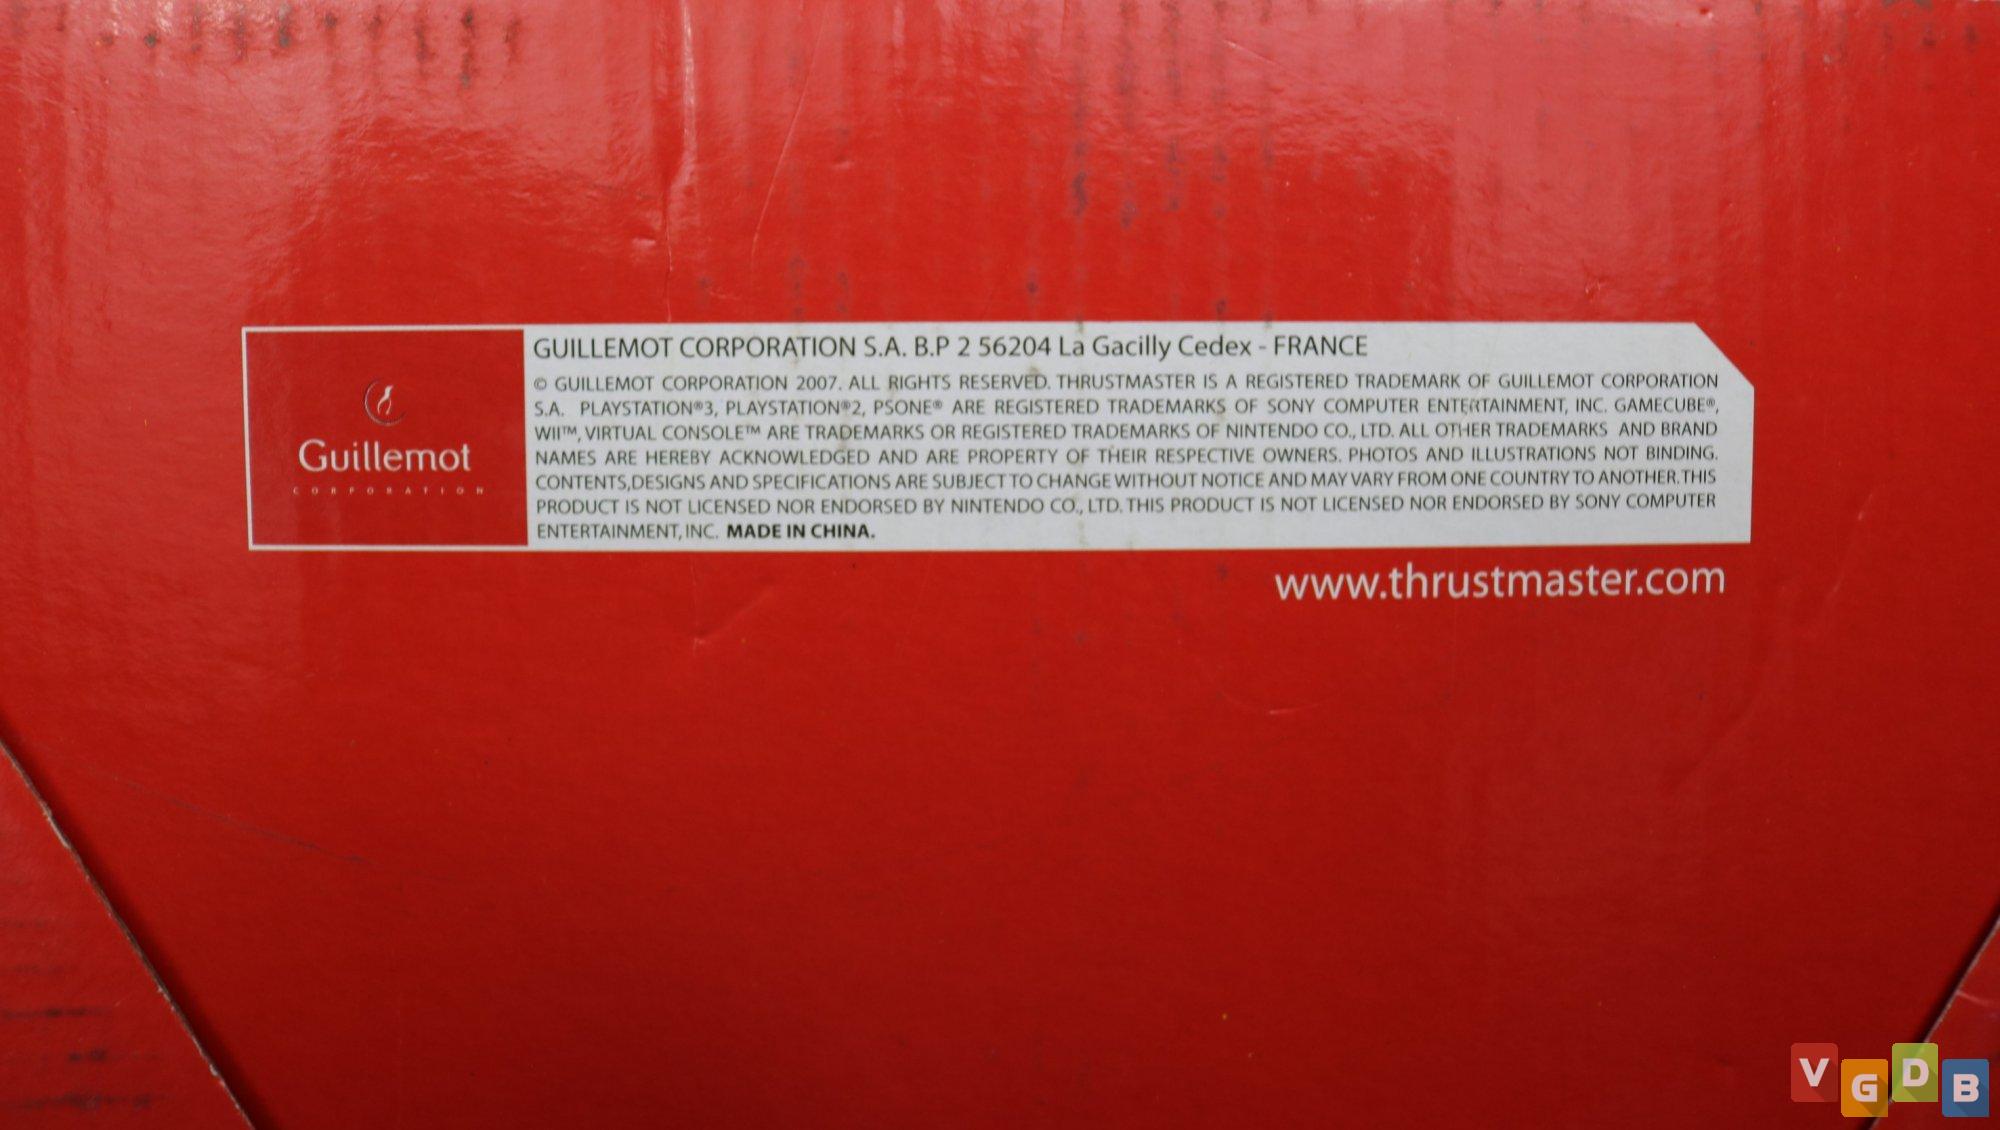 Guillemot
CORPORATION
GUILLEMOT CORPORATION S.A. B.P 2 56204 La Gacilly Cedex - FRANCE
© GUILLEMOT CORPORATION 2007. ALL RIGHTS RESERVED. THRUSTMASTER IS A REGISTERED TRADEMARK OF GUILLEMOT CORPORATION
S.A. PLAYSTATION®3, PLAYSTATION®2, PSONE® ARE REGISTERED TRADEMARKS OF SONY COMPUTER ENTERTAINMENT, INC. GAMECUBE®,
WII™, VIRTUAL CONSOLE™ ARE TRADEMARKS OR REGISTERED TRADEMARKS OF NINTENDO CO., LTD. ALL OTHER TRADEMARKS AND BRAND
NAMES ARE HEREBY ACKNOWLEDGED AND ARE PROPERTY OF THEIR RESPECTIVE OWNERS. PHOTOS AND ILLUSTRATIONS NOT BINDING.
CONTENTS,DESIGNS AND SPECIFICATIONS ARE SUBJECT TO CHANGE WITHOUT NOTICE AND MAY VARY FROM ONE COUNTRY TO ANOTHER. THIS
PRODUCT IS NOT LICENSED NOR ENDORSED BY NINTENDO CO., LTD. THIS PRODUCT IS NOT LICENSED NOR ENDORSED BY SONY COMPUTER
ENTERTAINMENT, INC. MADE IN CHINA.
www.thrustmaster.com
VGDB